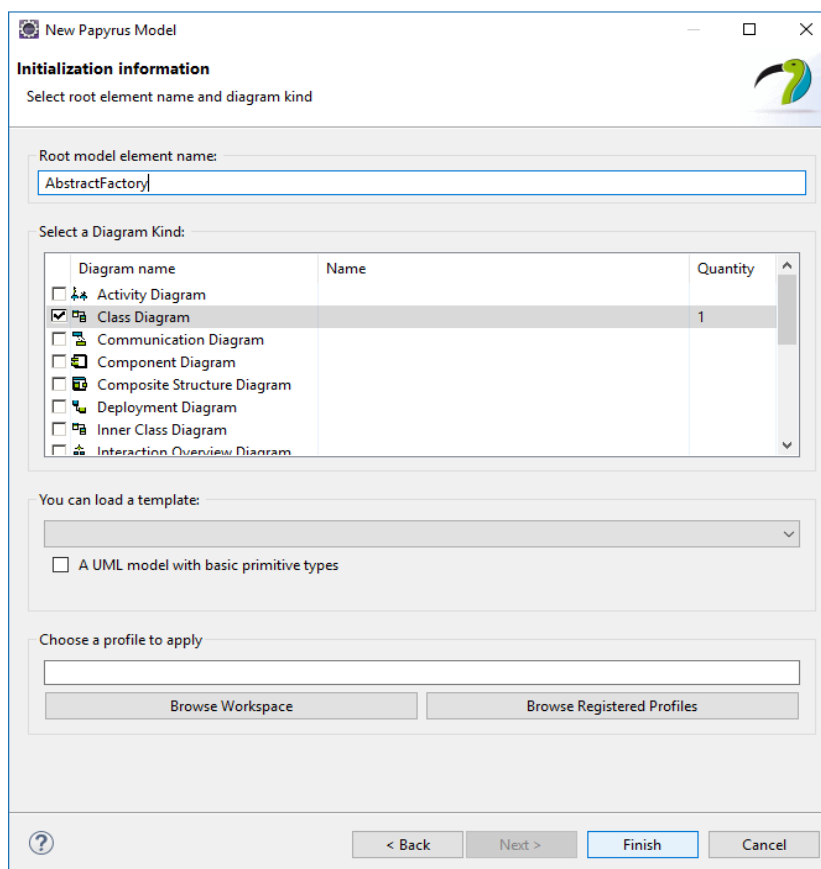 New Papyrus Model
Initialization information
Select root element name and diagram kind
Root model element name:
AbstractFactory
Select a Diagram Kind:
Diagram name Name Quantity
Activity Diagram
Class Diagram 1
Communication Diagram
Component Diagram
Composite Structure Diagram
Deployment Diagram
Inner Class Diagram
Interaction Overview Diagram
You can load a template:
A UML model with basic primitive types
Choose a profile to apply
Browse Workspace Browse Registered Profiles
? < Back Next > Finish Cancel